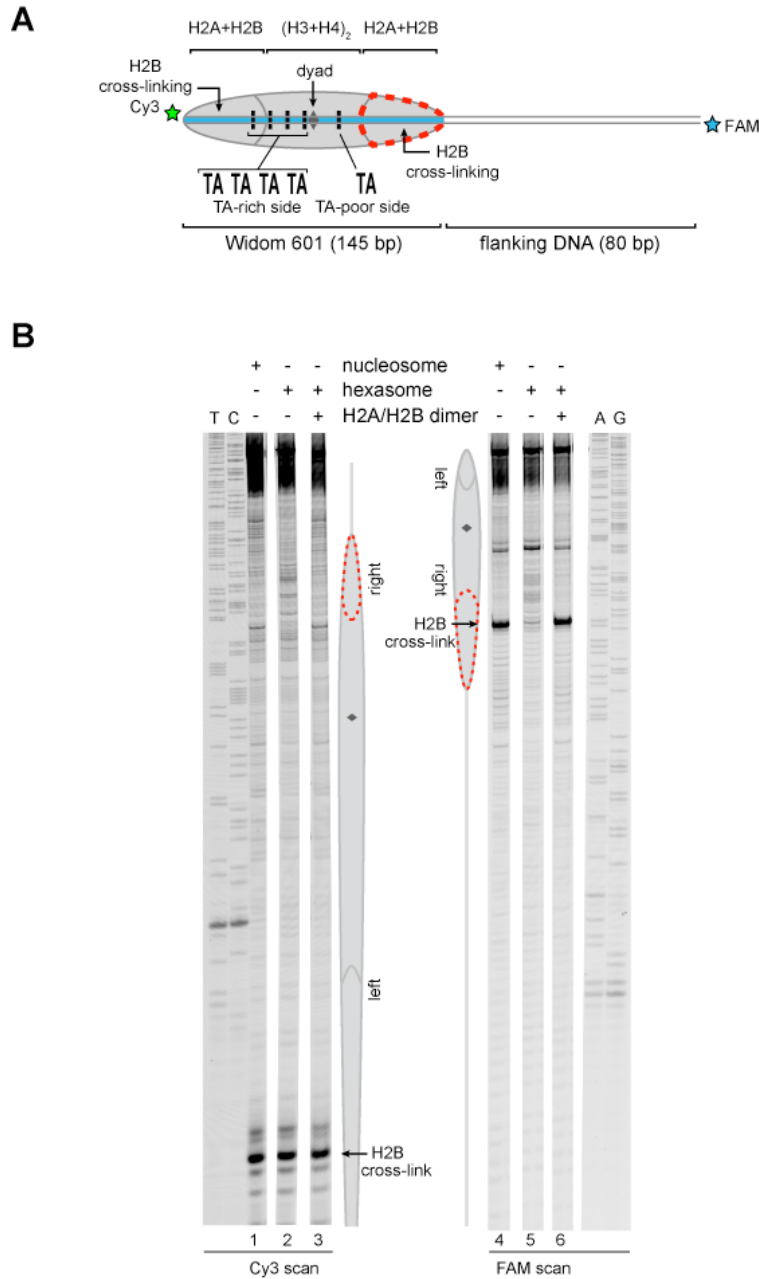 A
H2A+H2B (H3+H4)2 H2A+H2B
H2B
cross-linking
dyad
Cy3
FAM
H2B
cross-linking
TA TA TA TA TA
TA-rich side TA-poor side
Widom 601 (145 bp) flanking DNA (80 bp)
B
+ - - nucleosome + - -
- + + hexasome - + +
T C - - + H2A/H2B dimer - - + A G
left
right
right
H2B
cross-link
left
H2B
cross-link
1 2 3 4 5 6
Cy3 scan FAM scan